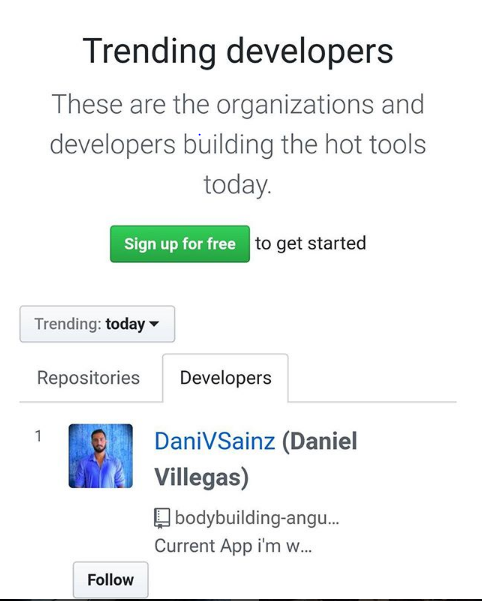 Trending developers
These are the organizations and
developers building the hot tools
today.
Sign up for free to get started
Trending: today
Repositories Developers
1
DaniVSainz (Daniel
Villegas)
bodybuilding-angu...
Current App i'm w...
Follow